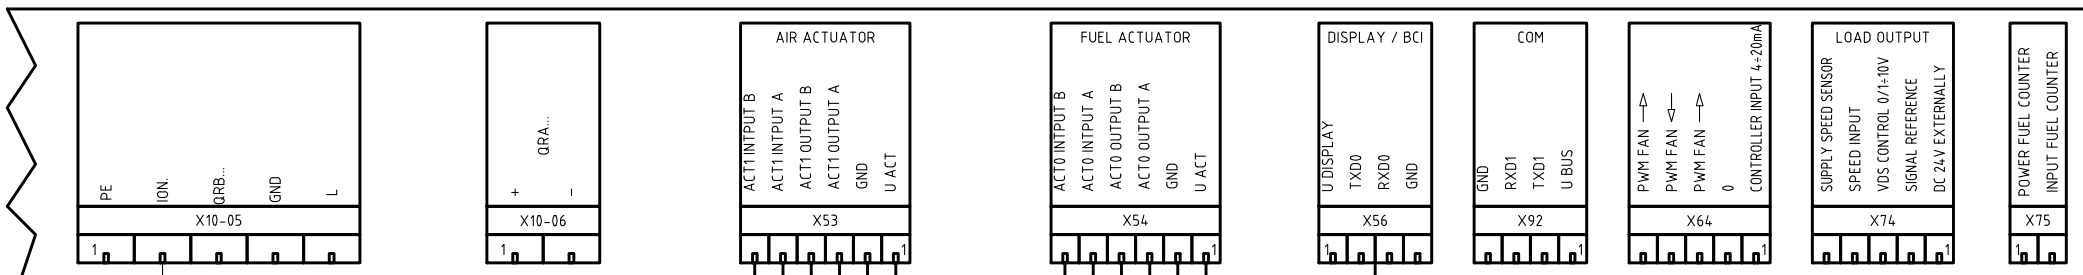 PE
ION.
QRB...
GND
L
X10-05
1
QRA...
+
–
X10-06
1
AIR ACTUATOR
ACT1 INTPUT B
ACT1 INTPUT A
ACT1 OUTPUT B
ACT1 OUTPUT A
GND
U ACT
X53
1
FUEL ACTUATOR
ACT0 INTPUT B
ACT0 INTPUT A
ACT0 OUTPUT B
ACT0 OUTPUT A
GND
U ACT
X54
1
DISPLAY / BCI
U DISPLAY
TXD0
RXD0
GND
X56
1
COM
GND
RXD1
TXD1
U BUS
X92
1
PWM FAN
PWM FAN
PWM FAN
0
CONTROLLER INPUT 4÷20mA
X64
1
LOAD OUTPUT
SUPPLY SPEED SENSOR
SPEED INPUT
VDS CONTROL 0/1÷10V
SIGNAL REFERENCE
DC 24V EXTERNALLY
X74
1
POWER FUEL COUNTER
INPUT FUEL COUNTER
X75
1